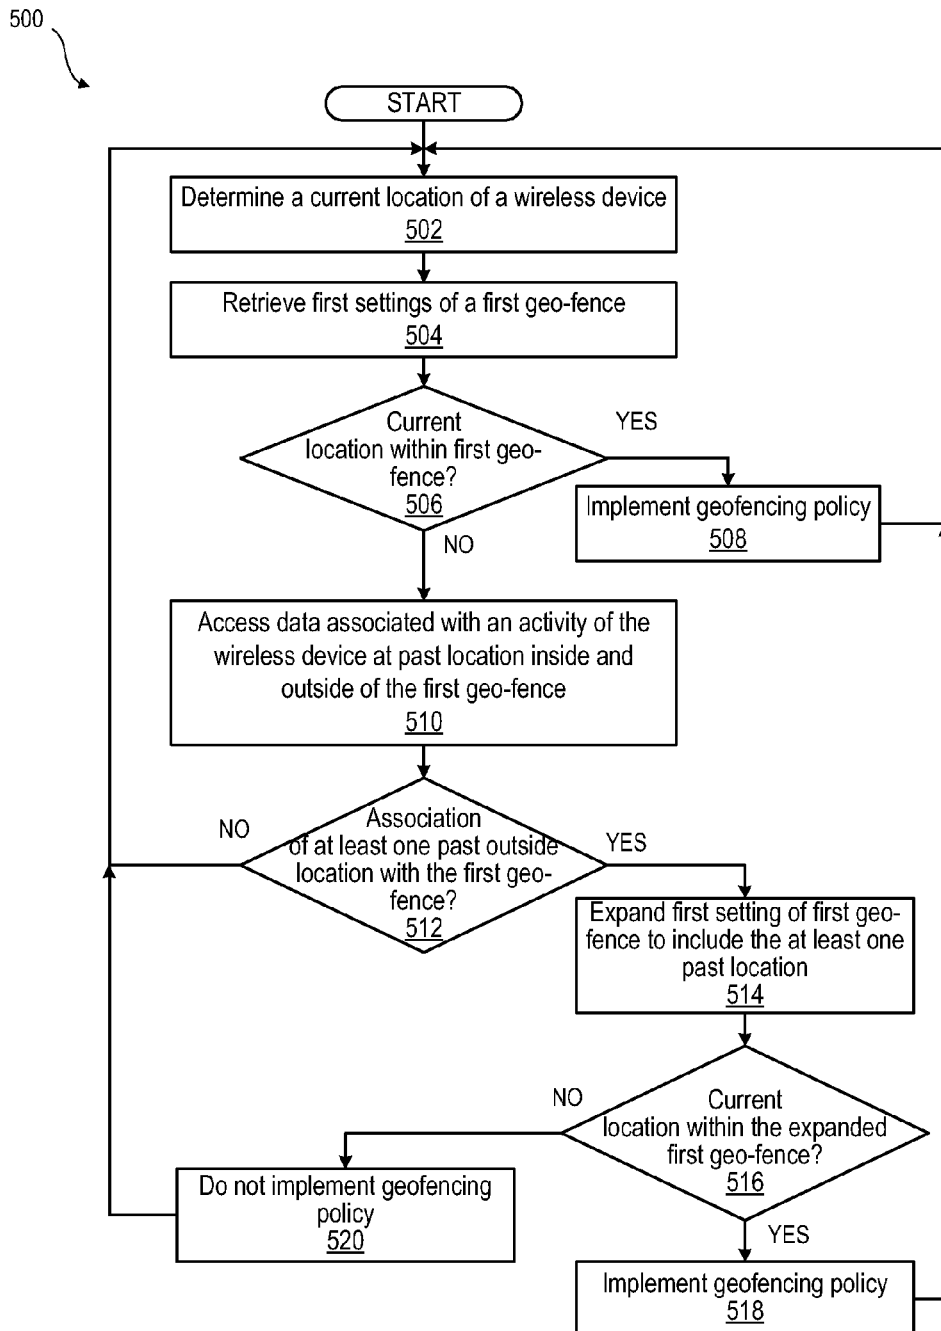 500
START
Determine a current location of a wireless device
502
Retrieve first settings of a first geo-fence
504
Current
location within first geo-
fence?
506
YES
Implement geofencing policy
508
NO
Access data associated with an activity of the
wireless device at past location inside and
outside of the first geo-fence
510
NO
Association
of at least one past outside
location with the first geo-
fence?
512
YES
Expand first setting of first geo-
fence to include the at least one
past location
514
NO
Current
location within the expanded
first geo-fence?
516
Do not implement geofencing
policy
520
YES
Implement geofencing policy
518